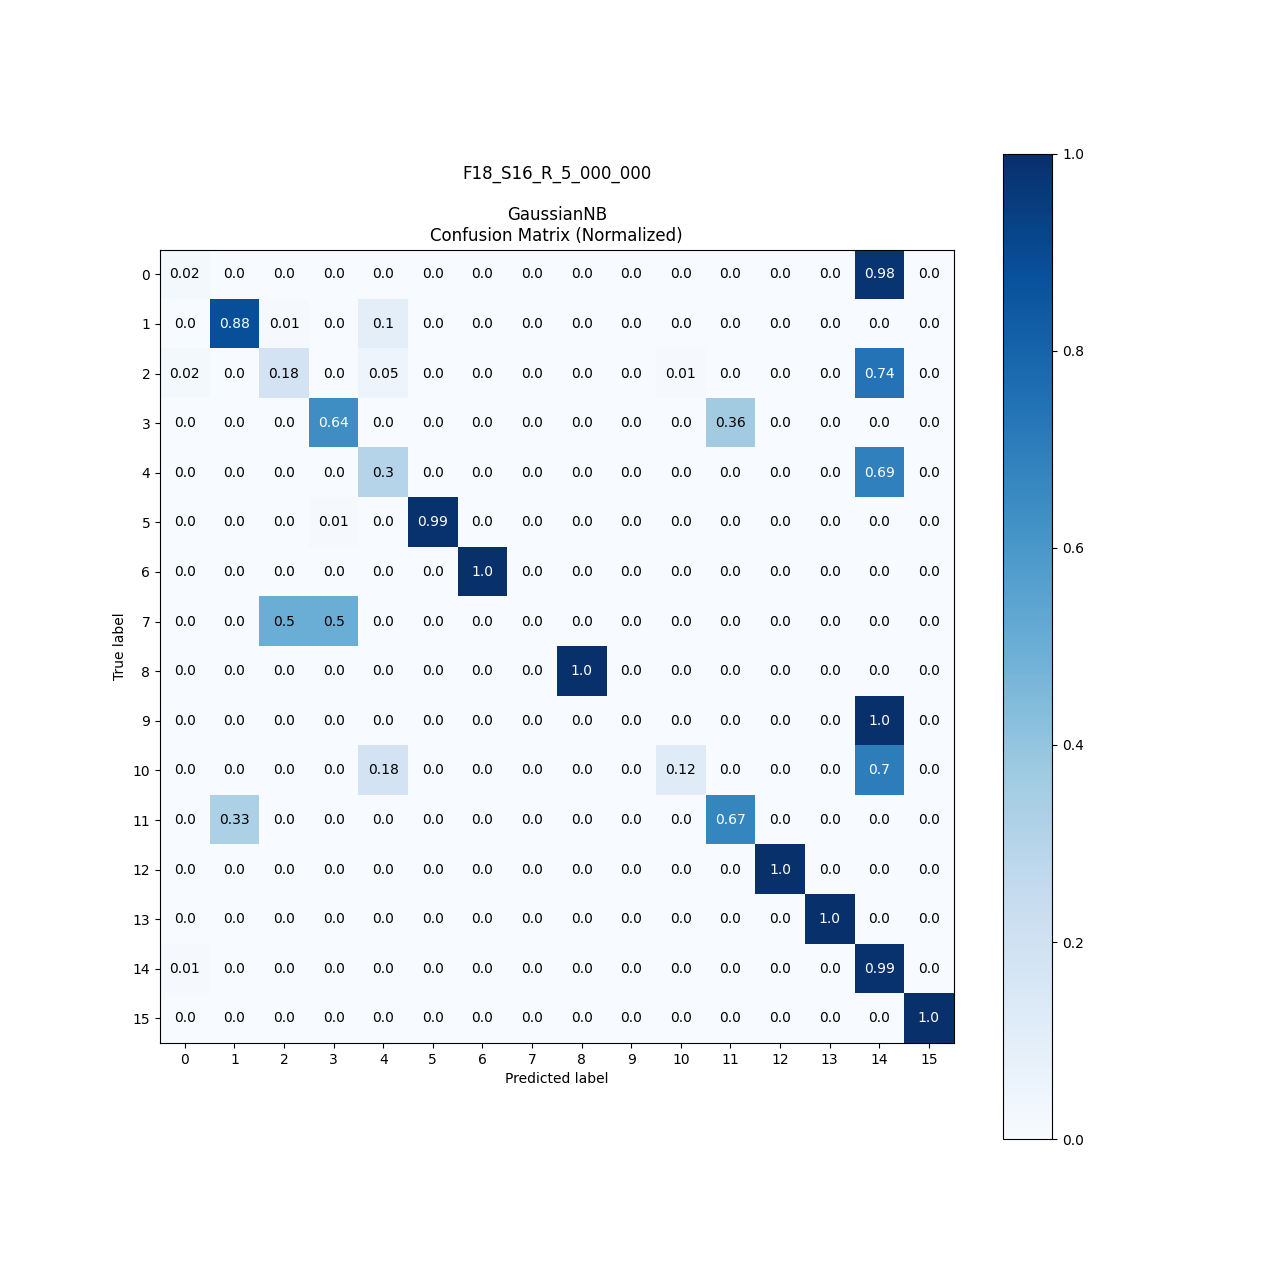 F18_S16_R_5_000_000
GaussianNB
Confusion Matrix (Normalized)
0 0.02 0.0 0.0 0.0 0.0 0.0 0.0 0.0 0.0 0.0 0.0 0.0 0.0 0.0 0.98 0.0
1 0.0 0.88 0.01 0.0 0.1 0.0 0.0 0.0 0.0 0.0 0.0 0.0 0.0 0.0 0.0 0.0
2 0.02 0.0 0.18 0.0 0.05 0.0 0.0 0.0 0.0 0.0 0.01 0.0 0.0 0.0 0.74 0.0
3 0.0 0.0 0.0 0.64 0.0 0.0 0.0 0.0 0.0 0.0 0.0 0.36 0.0 0.0 0.0 0.0
4 0.0 0.0 0.0 0.0 0.3 0.0 0.0 0.0 0.0 0.0 0.0 0.0 0.0 0.0 0.69 0.0
5 0.0 0.0 0.0 0.01 0.0 0.99 0.0 0.0 0.0 0.0 0.0 0.0 0.0 0.0 0.0 0.0
6 0.0 0.0 0.0 0.0 0.0 0.0 1.0 0.0 0.0 0.0 0.0 0.0 0.0 0.0 0.0 0.0
7 0.0 0.0 0.5 0.5 0.0 0.0 0.0 0.0 0.0 0.0 0.0 0.0 0.0 0.0 0.0 0.0
8 0.0 0.0 0.0 0.0 0.0 0.0 0.0 0.0 1.0 0.0 0.0 0.0 0.0 0.0 0.0 0.0
9 0.0 0.0 0.0 0.0 0.0 0.0 0.0 0.0 0.0 0.0 0.0 0.0 0.0 0.0 1.0 0.0
10 0.0 0.0 0.0 0.0 0.18 0.0 0.0 0.0 0.0 0.0 0.12 0.0 0.0 0.0 0.7 0.0
11 0.0 0.33 0.0 0.0 0.0 0.0 0.0 0.0 0.0 0.0 0.0 0.67 0.0 0.0 0.0 0.0
12 0.0 0.0 0.0 0.0 0.0 0.0 0.0 0.0 0.0 0.0 0.0 0.0 1.0 0.0 0.0 0.0
13 0.0 0.0 0.0 0.0 0.0 0.0 0.0 0.0 0.0 0.0 0.0 0.0 0.0 1.0 0.0 0.0
14 0.01 0.0 0.0 0.0 0.0 0.0 0.0 0.0 0.0 0.0 0.0 0.0 0.0 0.0 0.99 0.0
15 0.0 0.0 0.0 0.0 0.0 0.0 0.0 0.0 0.0 0.0 0.0 0.0 0.0 0.0 0.0 1.0
0 1 2 3 4 5 6 7 8 9 10 11 12 13 14 15
Predicted label
True label
1.0
0.8
0.6
0.4
0.2
0.0